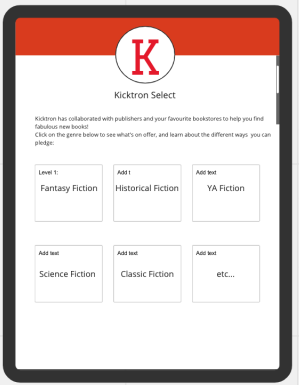 K
Kicktron Select
Kicktron has collaborated with publishers and your favourite bookstores to help you find
fabulous new books!
Click on the genre below to see what's on offer, and learn about the different ways you can
pledge:
Level 1:
Fantasy Fiction
Add t
Historical Fiction
Add text
YA Fiction
Add text
Science Fiction
Add text
Classic Fiction
Add text
etc...